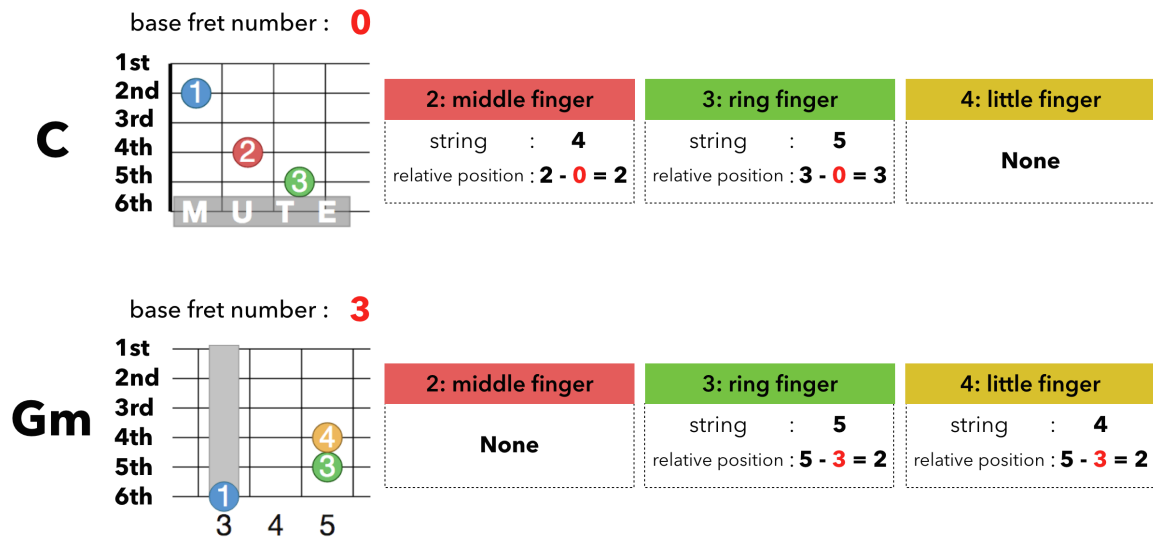 base fret number : 0
C
1st
2nd
3rd
4th
5th
6th
1
2
3
M U T E
2: middle finger
string : 4
relative position : 2 - 0 = 2
3: ring finger
string : 5
relative position : 3 - 0 = 3
4: little finger
None
base fret number : 3
Gm
1st
2nd
3rd
4th
5th
6th
4
3
1
3 4 5
2: middle finger
None
3: ring finger
string : 5
relative position : 5 - 3 = 2
4: little finger
string : 4
relative position : 5 - 3 = 2